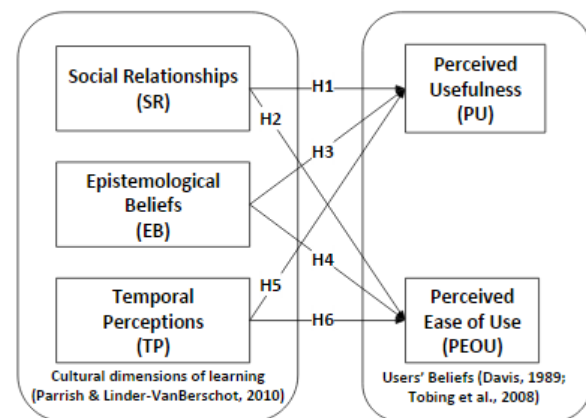 Social Relationships
(SR)
Epistemological
Beliefs
(EB)
Temporal
Perceptions
(TP)
Cultural dimensions of learning
(Parrish & Linder-VanBerschot, 2010)
H1
H2
H3
H4
H5
H6
Perceived
Usefulness
(PU)
Perceived
Ease of Use
(PEOU)
Users' Beliefs (Davis, 1989;
Tobing et al., 2008)